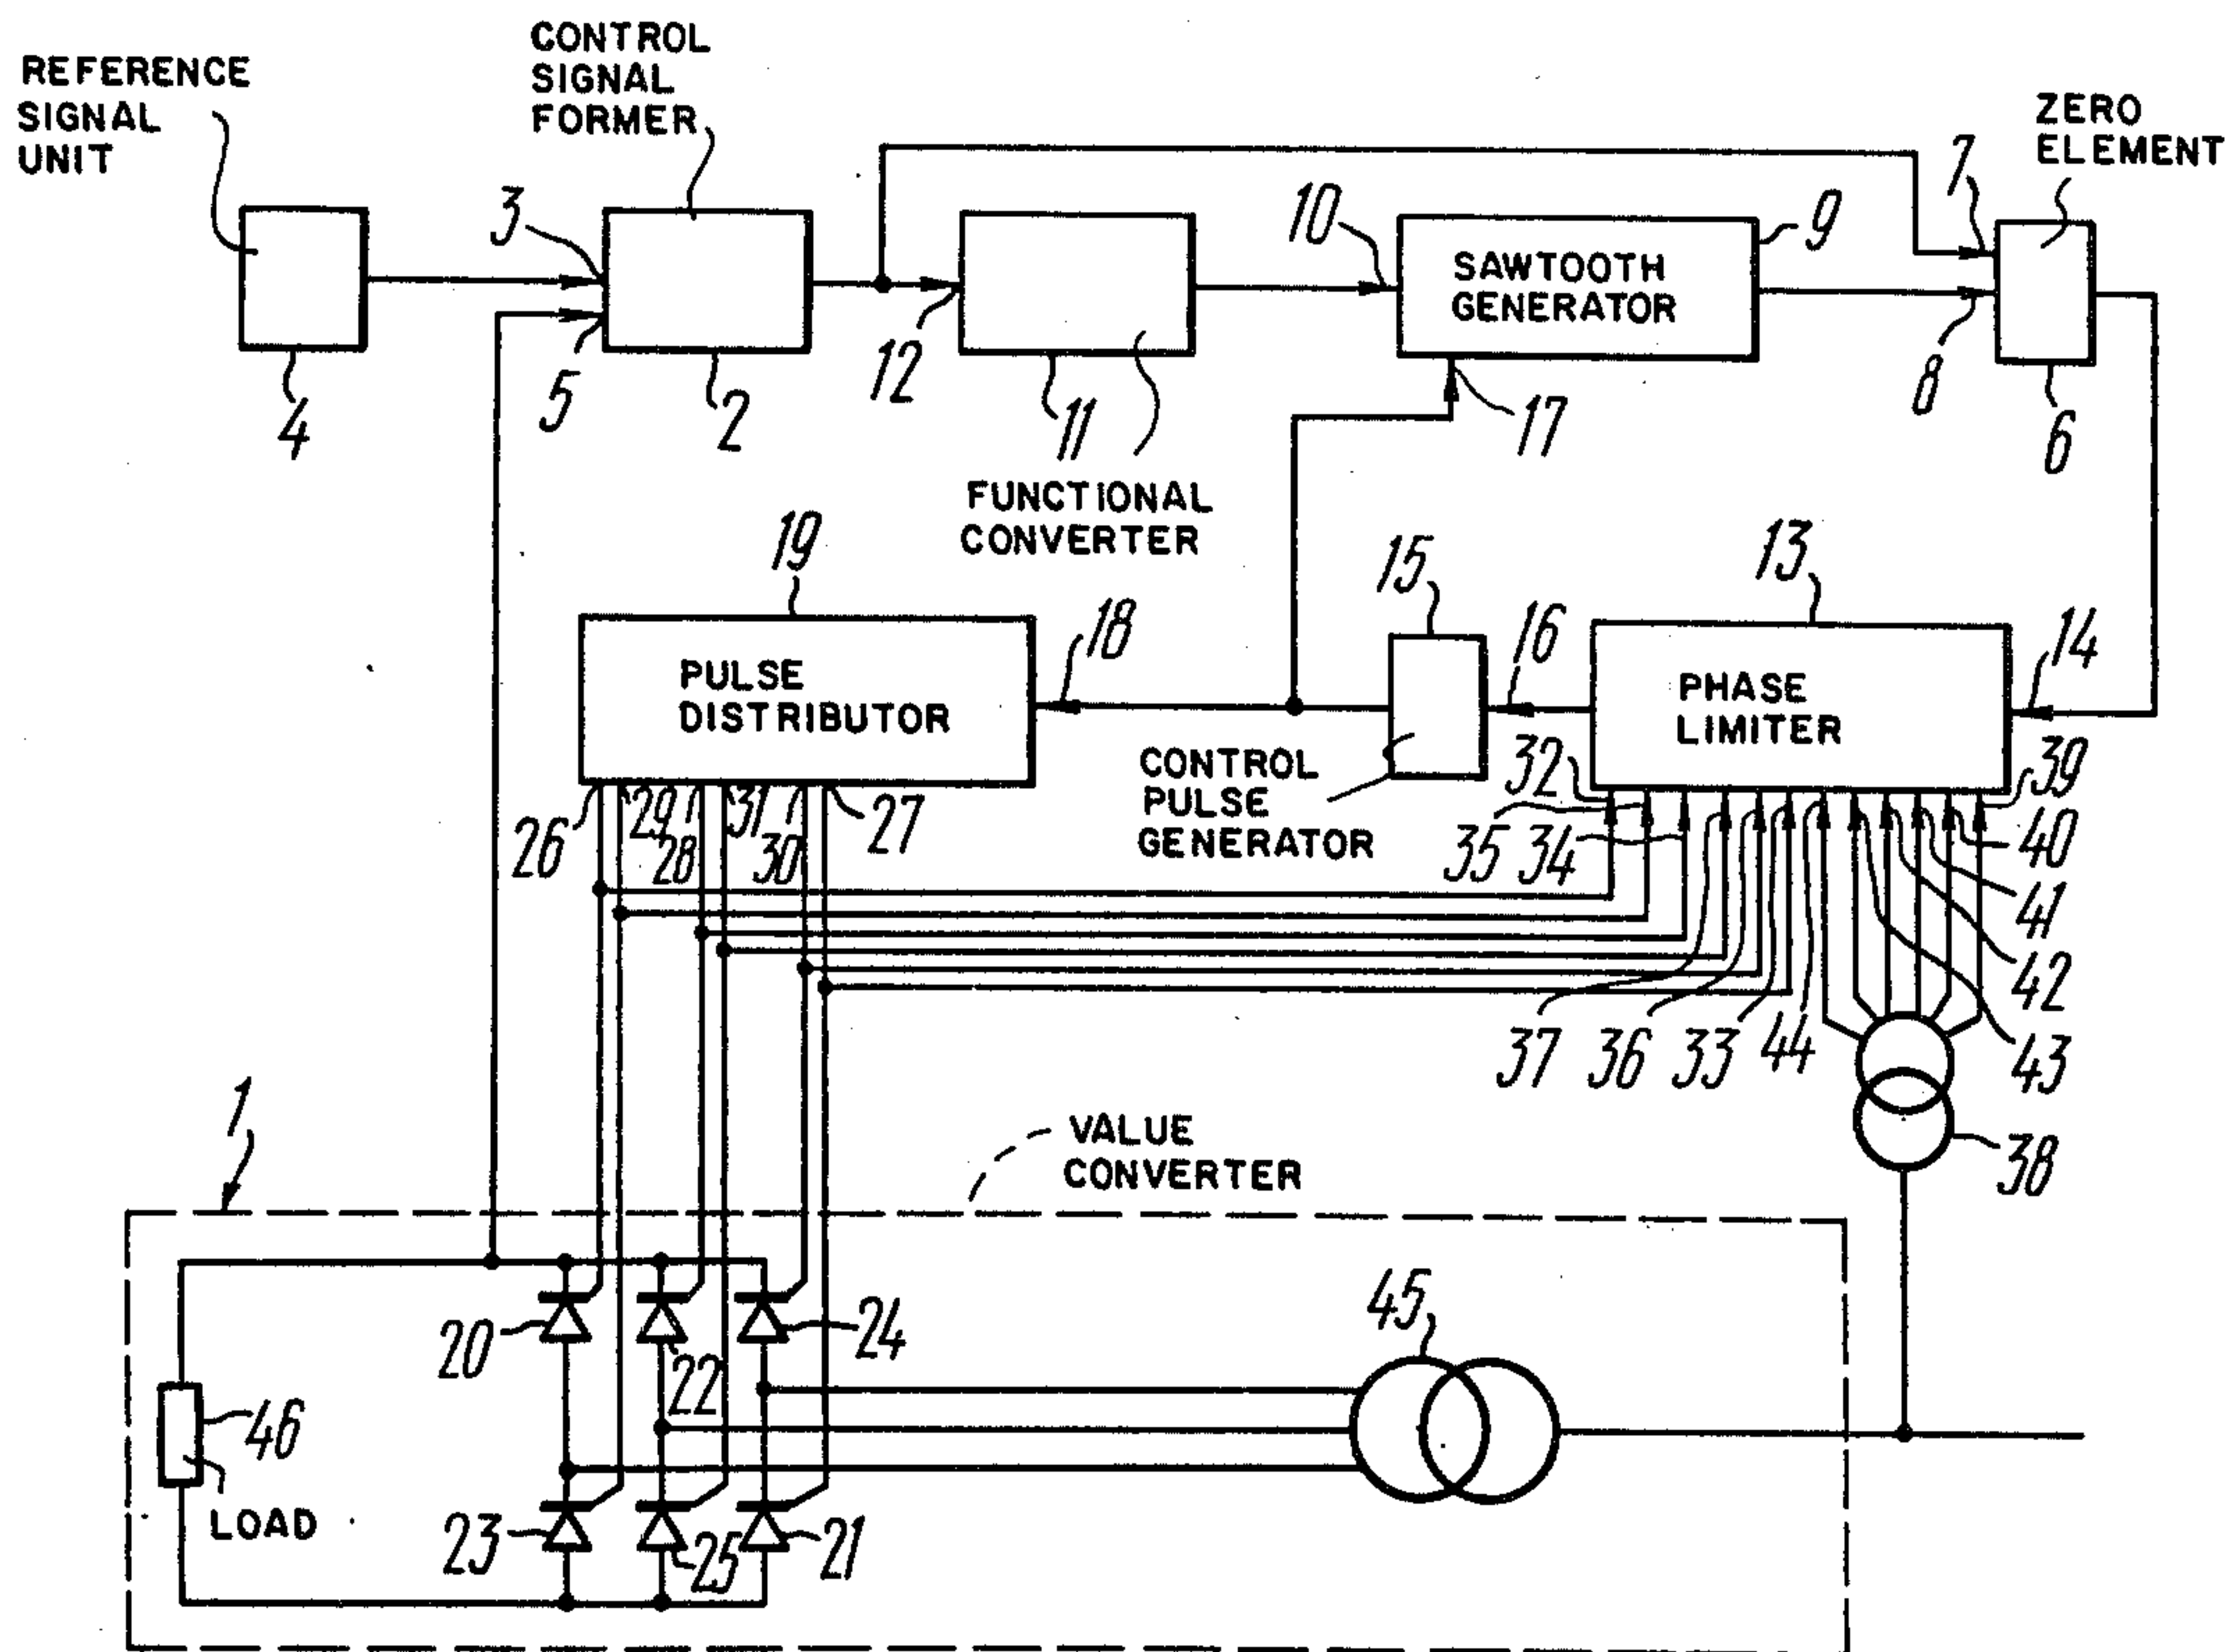 REFERENCE
SIGNAL
UNIT
CONTROL
SIGNAL
FORMER
ZERO
ELEMENT
3
5
4
2
12
11
10
SAWTOOTH
GENERATOR
9
17
7
8
6
FUNCTIONAL
CONVERTER
19
PULSE
DISTRIBUTOR
18
15
16
13
PHASE
LIMITER
14
CONTROL
PULSE
GENERATOR
26
29
28
31
30
27
32
35
34
37
36
33
44
39
40
41
42
43
38
1
VALUE
CONVERTER
20
22
24
45
46
LOAD
23
25
21